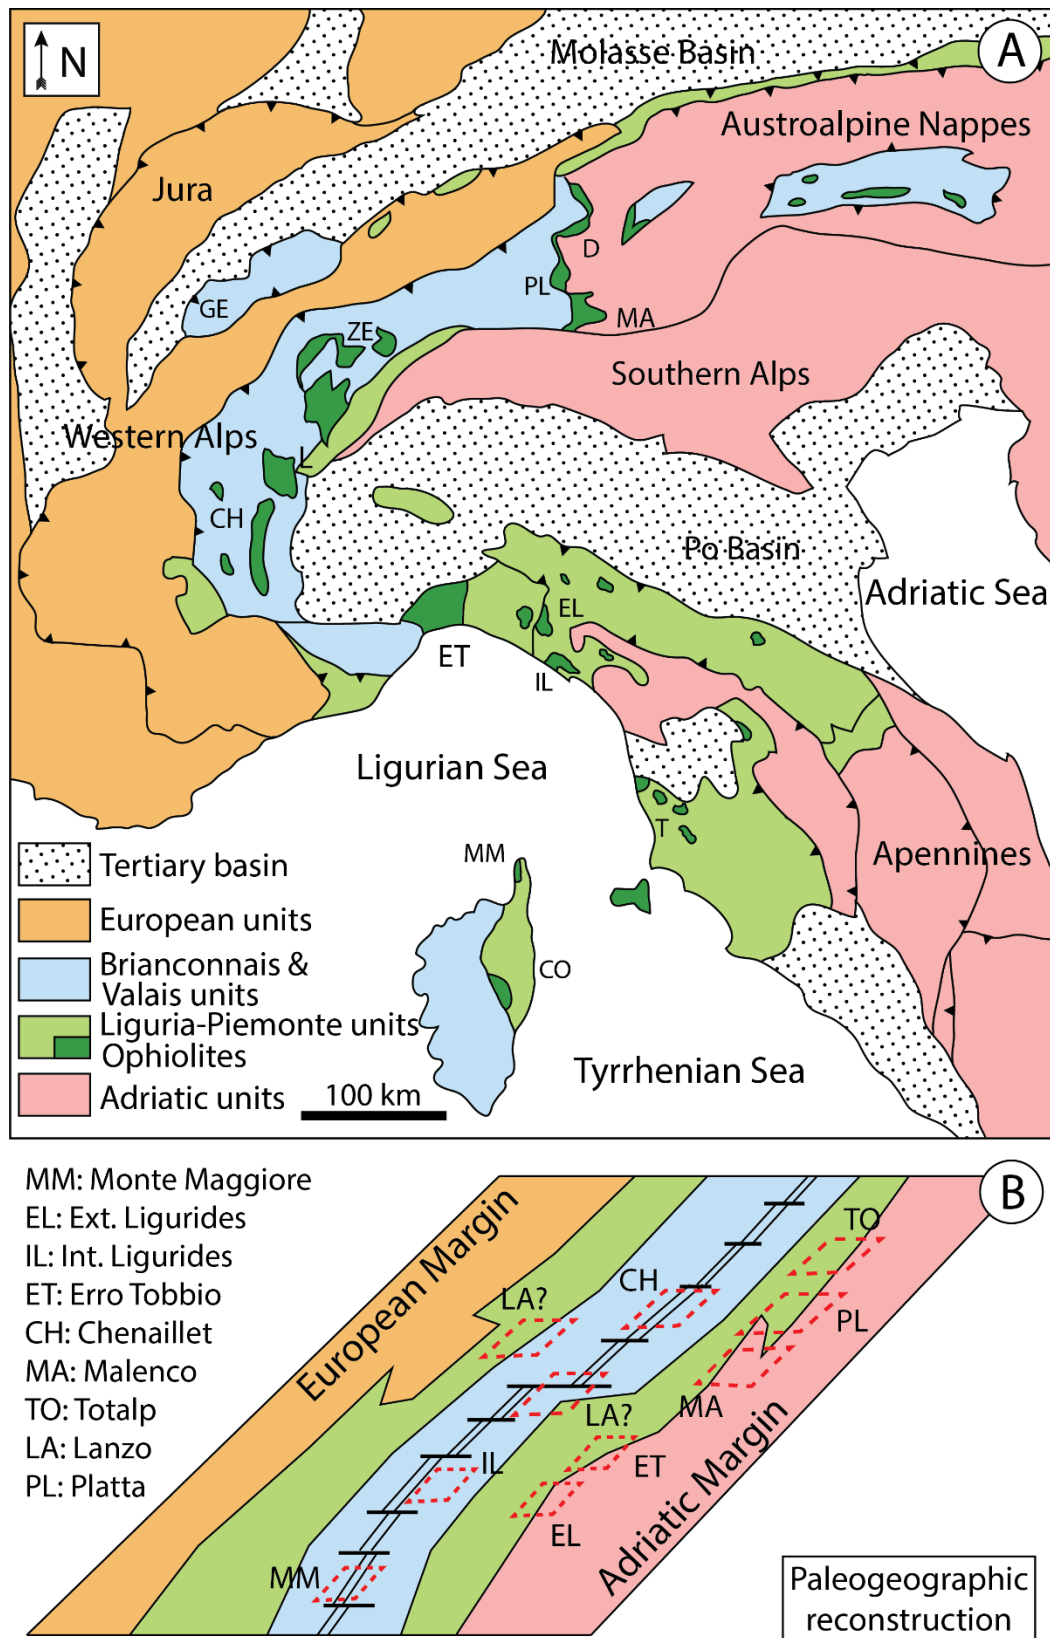 N
A
Molasse Basin
Austroalpine Nappes
Jura
D
GE
PL
MA
ZE
Southern Alps
Western Alps
L
CH
Po Basin
EL
Adriatic Sea
ET
IL
Ligurian Sea
T
MM
Apennines
CO
Tyrrhenian Sea
Tertiary basin
European units
Brianconnais &
Valais units
Liguria-Piemonte units
Ophiolites
Adriatic units
100 km
MM: Monte Maggiore
EL: Ext. Ligurides
IL: Int. Ligurides
ET: Erro Tobbio
CH: Chenaillet
MA: Malenco
TO: Totalp
LA: Lanzo
PL: Platta
B
European Margin
TO
CH
LA?
PL
MA
LA?
IL
ET
EL
Adriatic Margin
MM
Paleogeographic
reconstruction